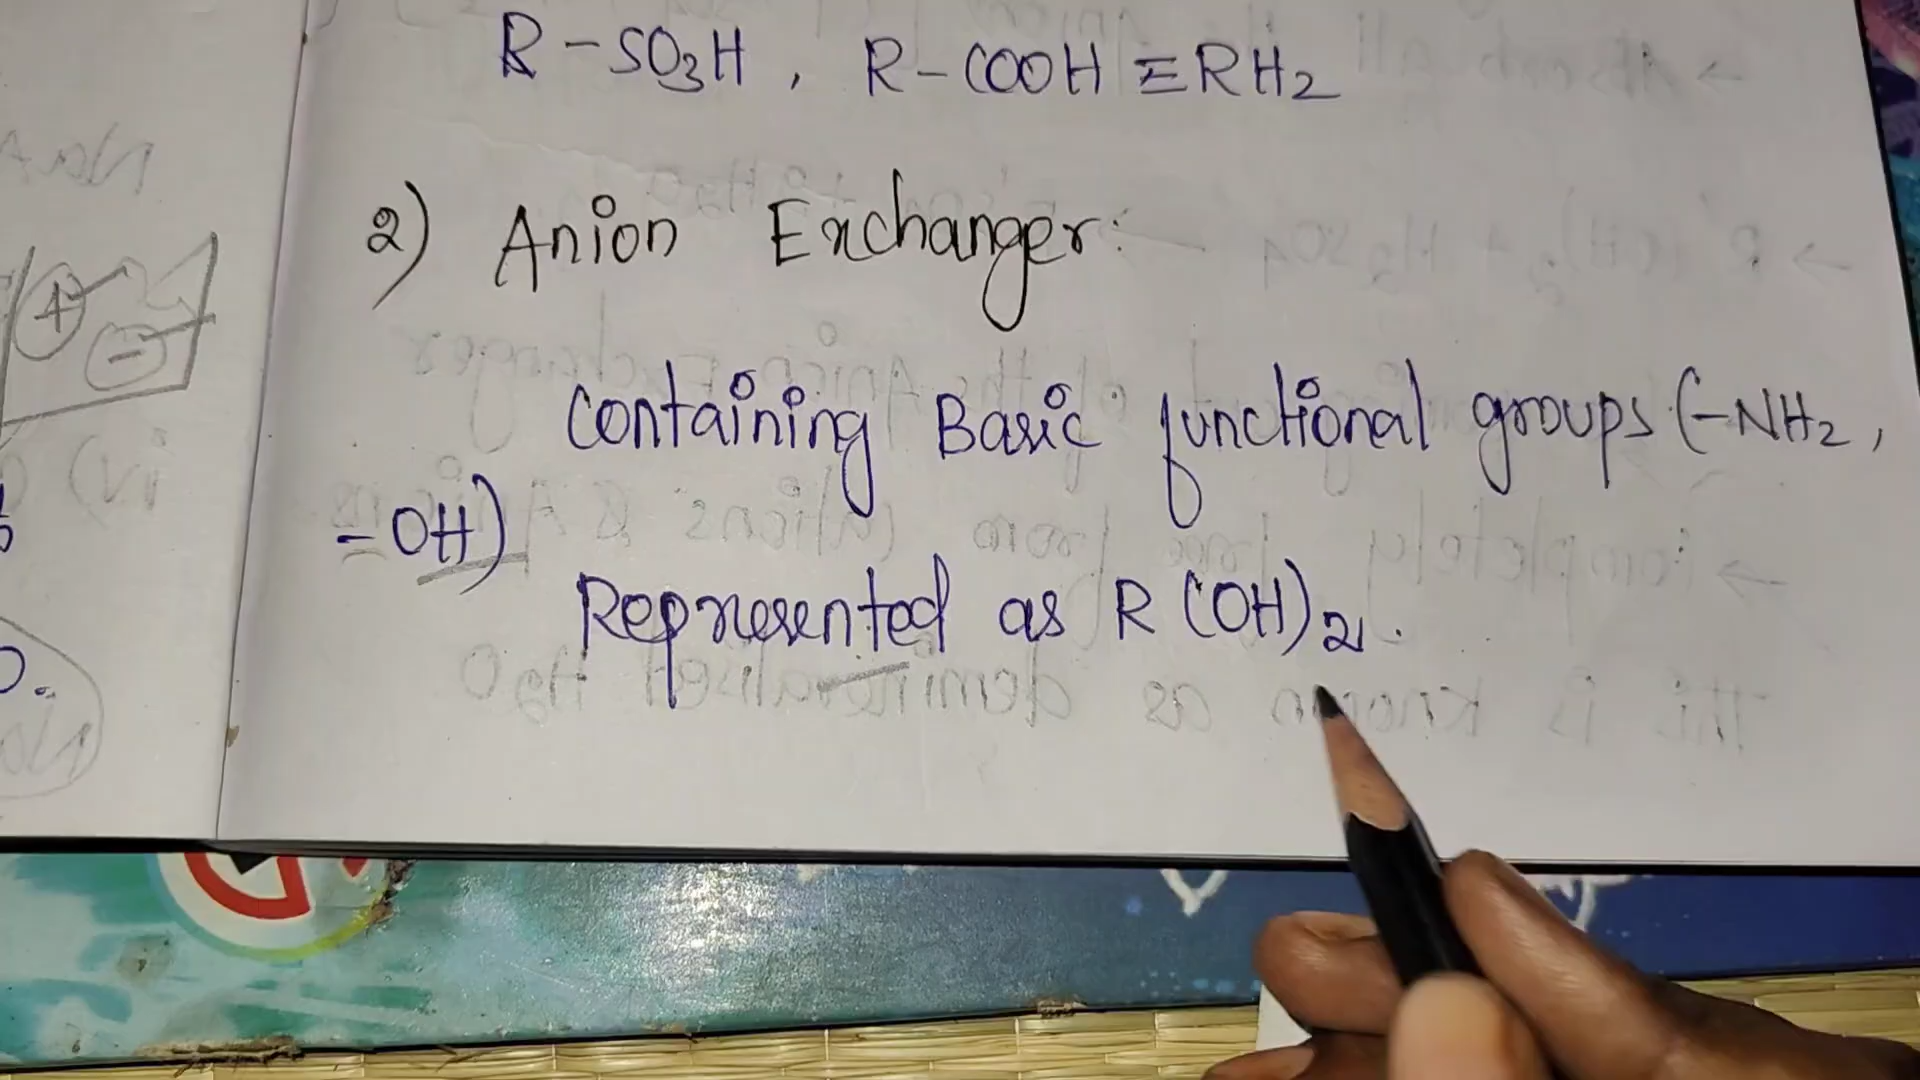 R-SO3H, R-COOH ≡ RH2
2) Anion Exchanger:
Containing Basic functional groups (-NH2,
-OH)
Represented as R(OH)2.